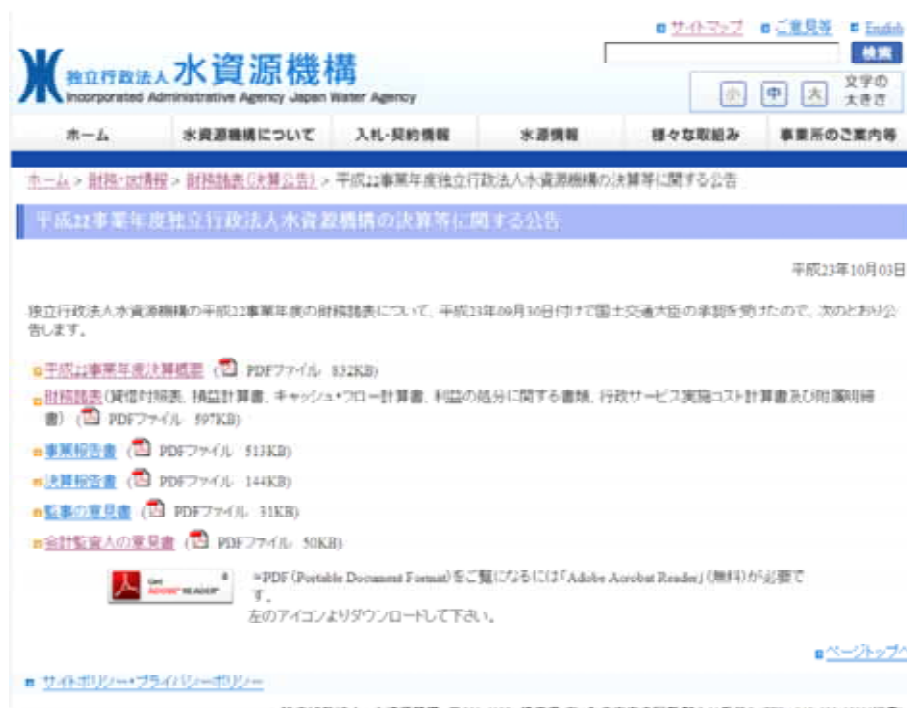 サイトマップ ご意見等 English
検索
独立行政法人水資源機構
Incorporated Administrative Agency Japan Water Agency
小 中 大 文字の大きさ
ホーム 水資源機構について 入札・契約情報 水源情報 様々な取組み 事業所のご案内等
ホーム > 財務・IR情報 > 財務諸表(決算公告) > 平成22事業年度独立行政法人水資源機構の決算等に関する公告
平成22事業年度独立行政法人水資源機構の決算等に関する公告
平成23年10月03日
独立行政法人水資源機構の平成22事業年度の財務諸表について、平成23年09月30日付けで国土交通大臣の承認を受けたので、次のとおり公
告します。
平成22事業年度決算概要 (PDFファイル 832KB)
財務諸表(貸借対照表、損益計算書、キャッシュ・フロー計算書、利益の処分に関する書類、行政サービス実施コスト計算書及び附属明細
書) (PDFファイル 597KB)
事業報告書 (PDFファイル 513KB)
決算報告書 (PDFファイル 144KB)
監事の意見書 (PDFファイル 31KB)
会計監査人の意見書 (PDFファイル 50KB)
Get ADOBE READER
※PDF(Portable Document Format)をご覧になるには「Adobe Acrobat Reader」(無料)が必要で
す。
左のアイコンよりダウンロードして下さい。
ページトップへ
サイトポリシー・プライバシーポリシー